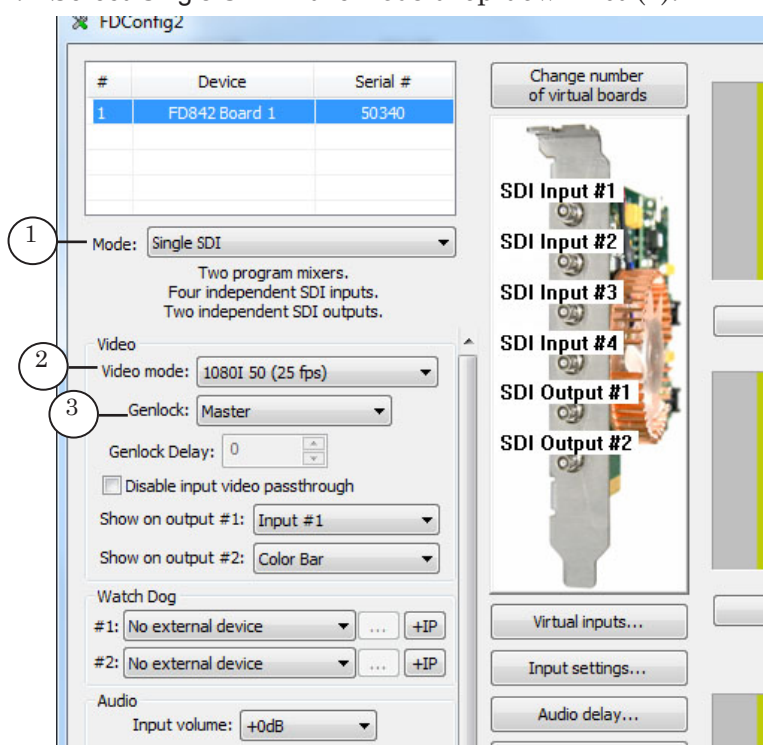 FDConfig2
# Device Serial #
1 FD842 Board 1 50340
1
Mode: Single SDI
Two program mixers.
Four independent SDI inputs.
Two independent SDI outputs.
Video
2
Video mode: 1080I 50 (25 fps)
3
Genlock: Master
Genlock Delay: 0
Disable input video passthrough
Show on output #1: Input #1
Show on output #2: Color Bar
Watch Dog
#1: No external device ... +IP
#2: No external device ... +IP
Audio
Input volume: +0dB
Change number
of virtual boards
SDI Input #1
SDI Input #2
SDI Input #3
SDI Input #4
SDI Output #1
SDI Output #2
Virtual inputs...
Input settings...
Audio delay...